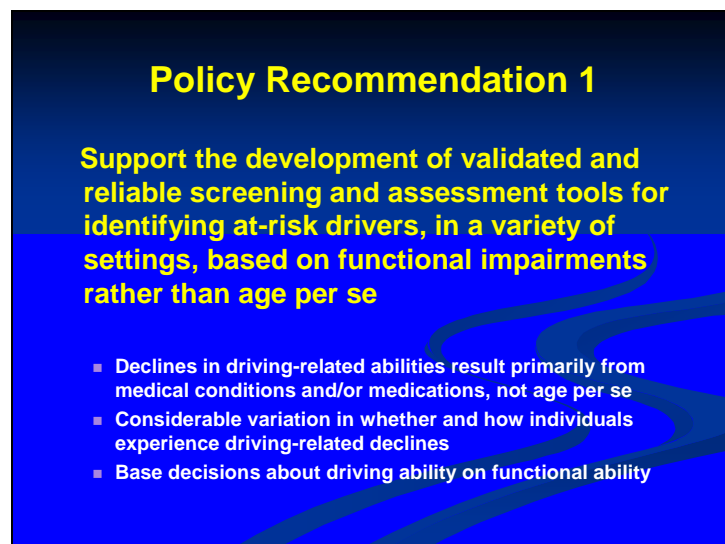 Policy Recommendation 1
Support the development of validated and
reliable screening and assessment tools for
identifying at-risk drivers, in a variety of
settings, based on functional impairments
rather than age per se
Declines in driving-related abilities result primarily from
medical conditions and/or medications, not age per se
Considerable variation in whether and how individuals
experience driving-related declines
Base decisions about driving ability on functional ability